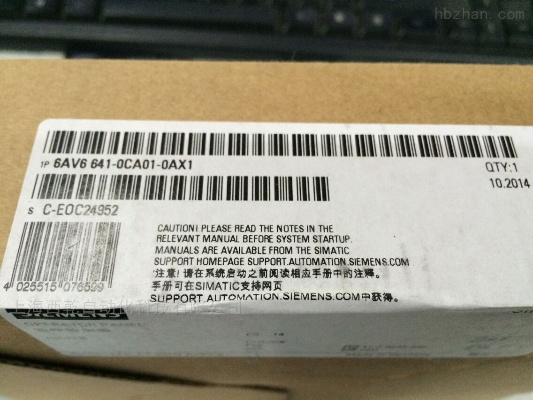 hbzhan.com
1P 6AV6 641-0CA01-0AX1
QTY:1
10.2014
S C-EOC24952
CAUTION! PLEASE READ THE NOTES IN THE
RELEVANT MANUAL BEFORE SYSTEM STARTUP.
MANUALS ARE AVAILABLE FROM THE SIMATIC
SUPPORT HOMEPAGE SUPPORT.AUTOMATION.SIEMENS.COM
注意! 请在系统启动之前阅读相应手册中的注释。
手册可在SIMATIC支持网页
SUPPORT.AUTOMATION.SIEMENS.COM中获得。
4 025515 076599
OPERATOR PANEL